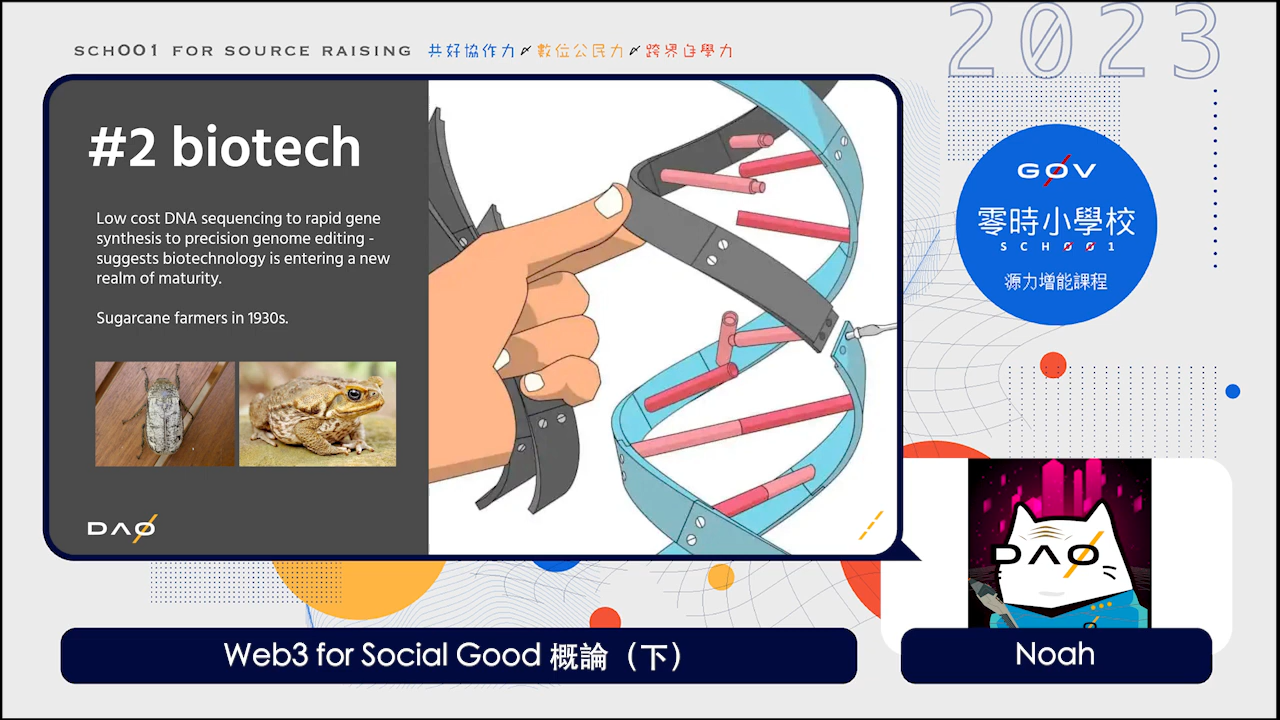 2023
SCH001 FOR SOURCE RAISING 共好協作力 數位公民力 跨界自學力
#2 biotech
Low cost DNA sequencing to rapid gene
synthesis to precision genome editing -
suggests biotechnology is entering a new
realm of maturity.
Sugarcane farmers in 1930s.
DAO
GOV
零時小學校
SCH001
源力增能課程
DAO
Web3 for Social Good 概論（下）
Noah